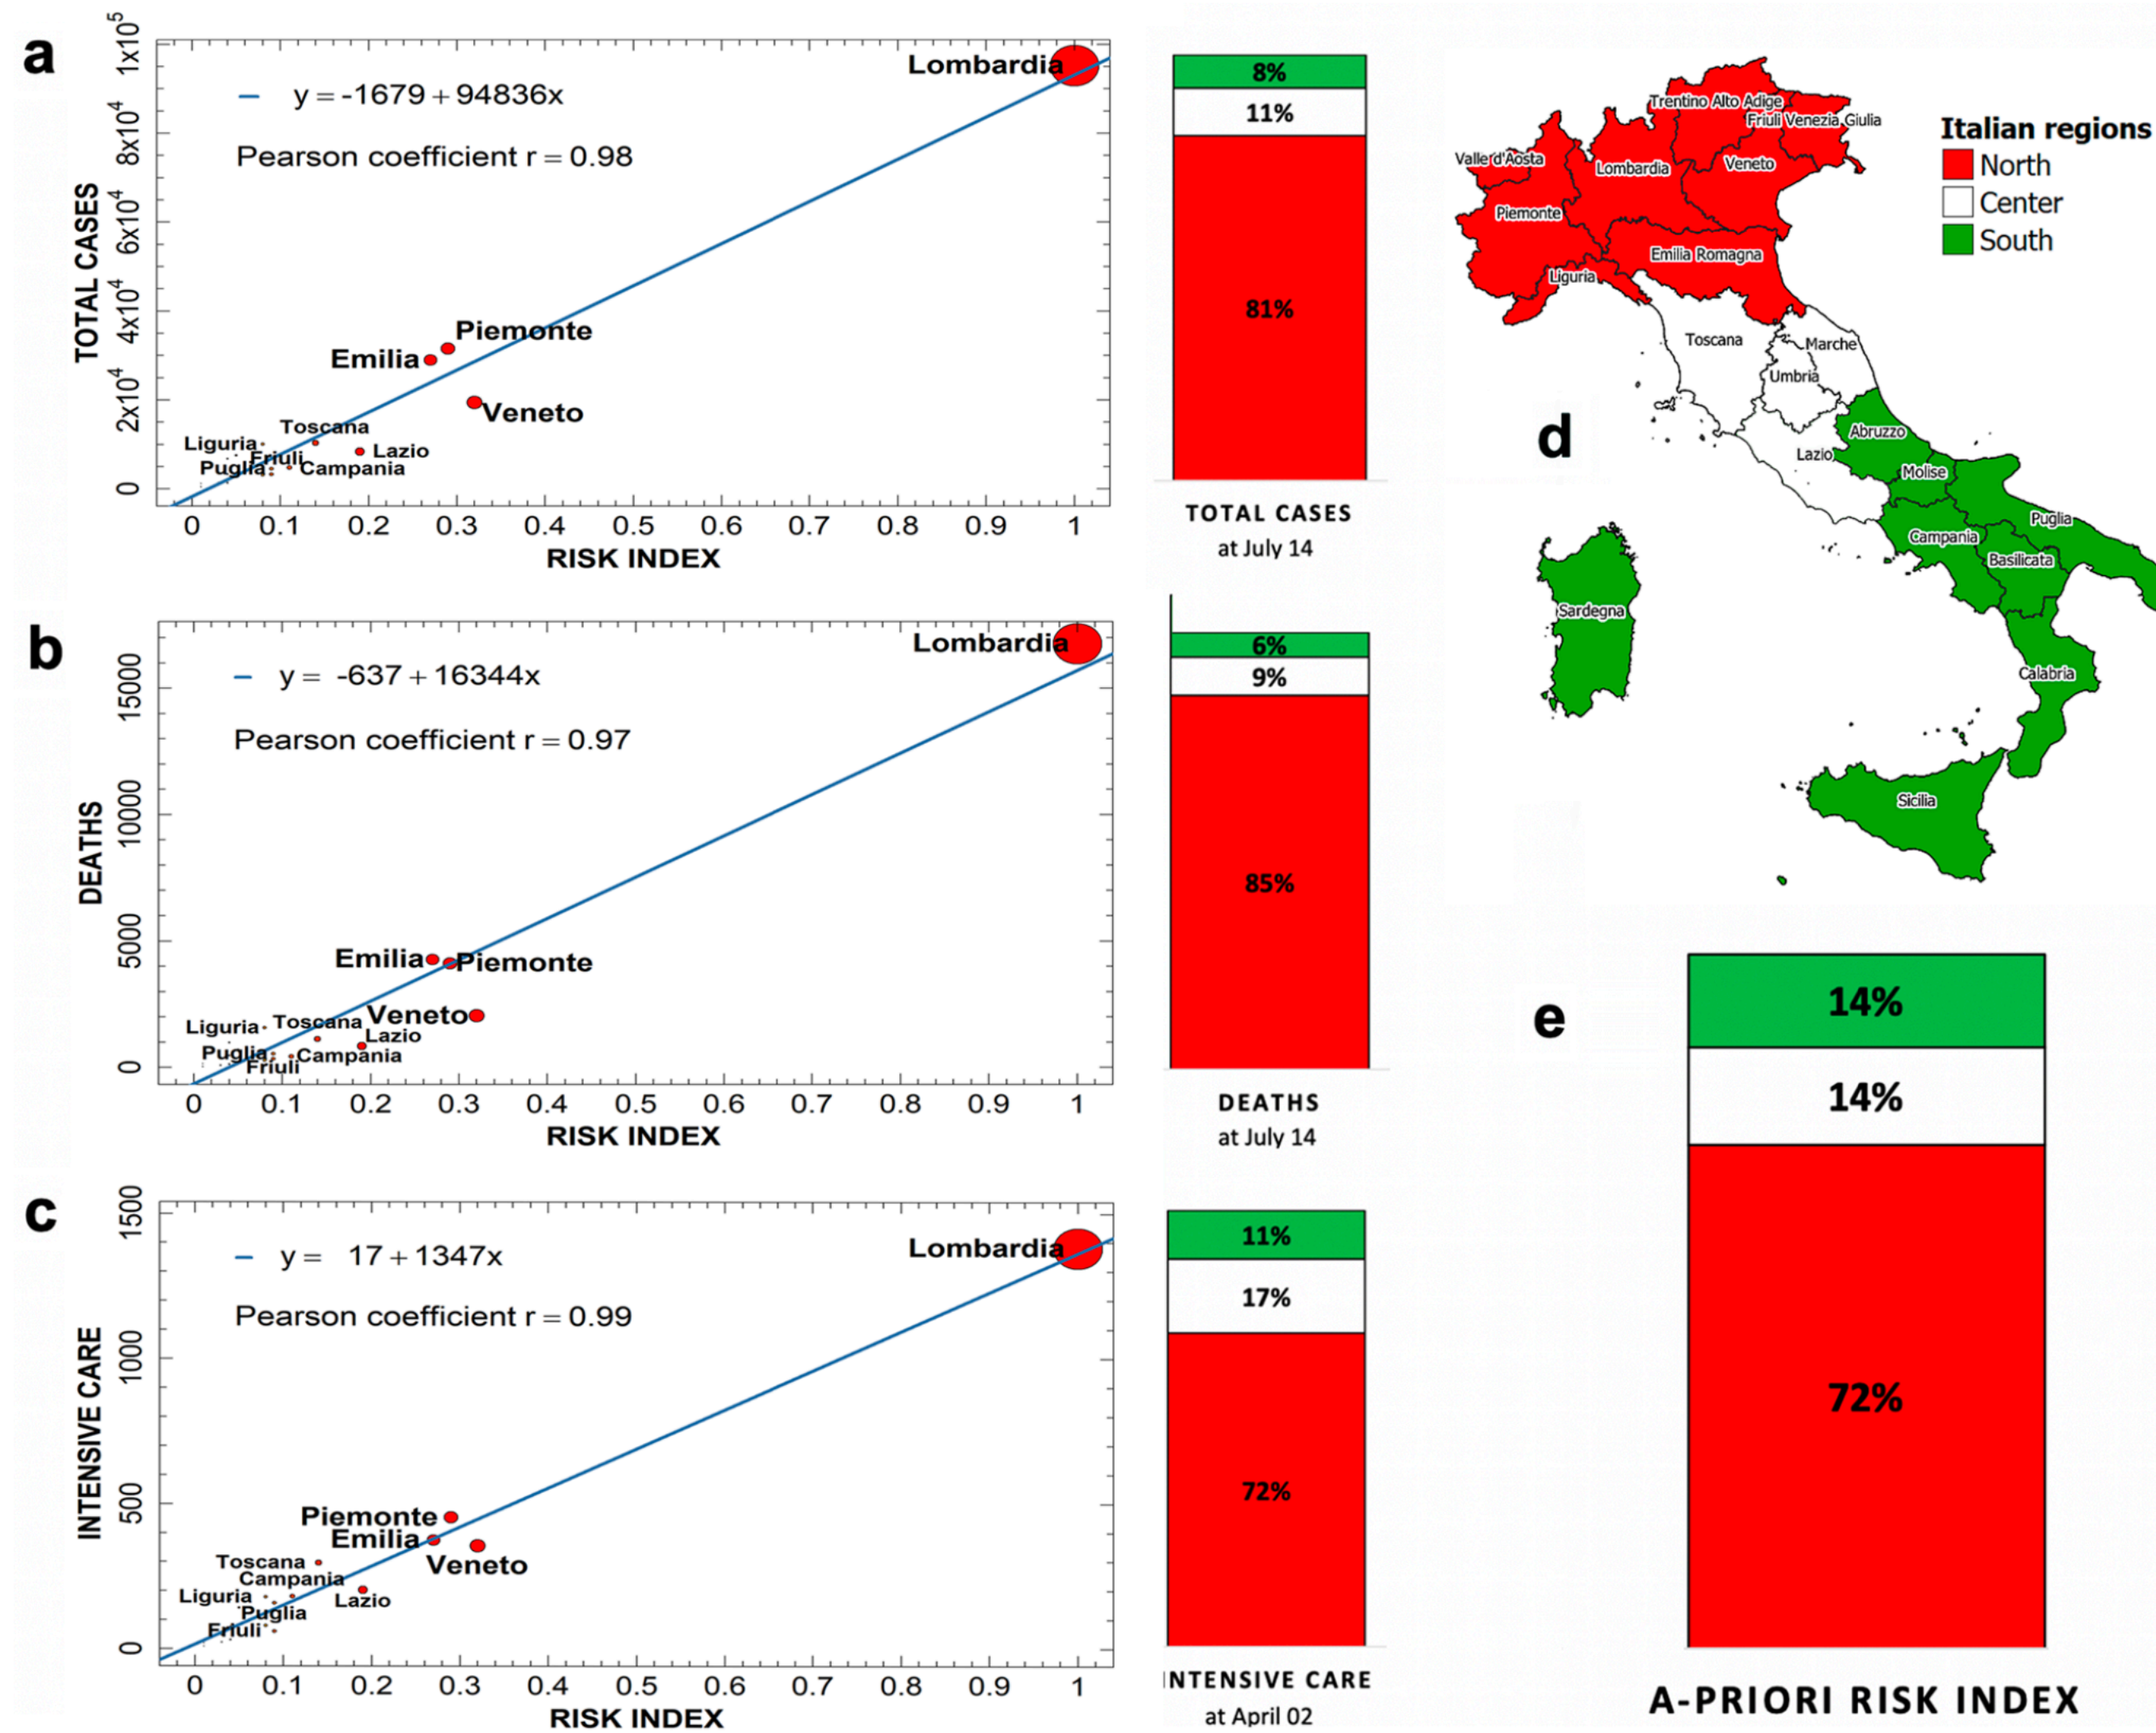 a
1x10^5
8x10^4
6x10^4
4x10^4
2x10^4
0
TOTAL CASES
y = -1679 + 94836x
Pearson coefficient r = 0.98
Lombardia
Piemonte
Emilia
Veneto
Toscana
Liguria
Lazio
Friuli
Puglia
Campania
0 0.1 0.2 0.3 0.4 0.5 0.6 0.7 0.8 0.9 1
RISK INDEX
8%
11%
81%
TOTAL CASES
at July 14
b
15000
10000
5000
0
DEATHS
y = -637 + 16344x
Pearson coefficient r = 0.97
Lombardia
Emilia
Piemonte
Veneto
Liguria
Toscana
Lazio
Puglia
Campania
Friuli
0 0.1 0.2 0.3 0.4 0.5 0.6 0.7 0.8 0.9 1
RISK INDEX
6%
9%
85%
DEATHS
at July 14
c
1500
1000
500
0
INTENSIVE CARE
y = 17 + 1347x
Pearson coefficient r = 0.99
Lombardia
Piemonte
Emilia
Veneto
Toscana
Campania
Liguria
Lazio
Puglia
Friuli
0 0.1 0.2 0.3 0.4 0.5 0.6 0.7 0.8 0.9 1
RISK INDEX
11%
17%
72%
INTENSIVE CARE
at April 02
d
Italian regions
North
Center
South
Trentino Alto Adige
Friuli Venezia Giulia
Valle d'Aosta
Lombardia
Veneto
Piemonte
Emilia Romagna
Liguria
Toscana
Marche
Umbria
Abruzzo
Lazio
Molise
Puglia
Campania
Basilicata
Sardegna
Calabria
Sicilia
e
14%
14%
72%
A-PRIORI RISK INDEX